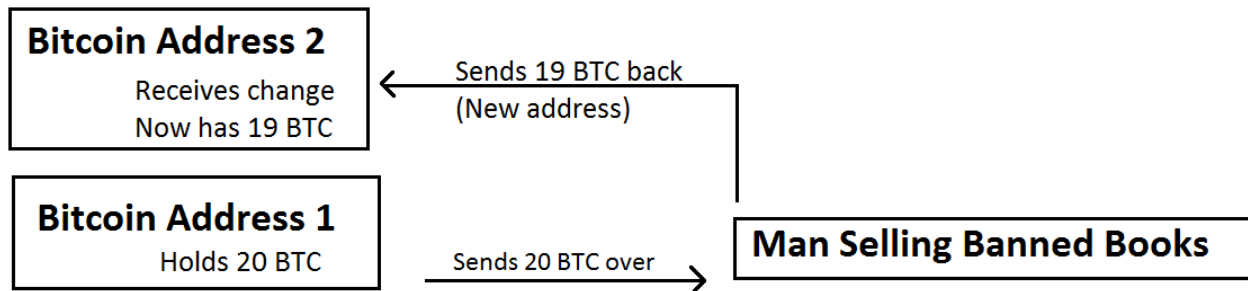 Bitcoin Address 2
Receives change
Now has 19 BTC
Sends 19 BTC back
(New address)
Bitcoin Address 1
Holds 20 BTC
Sends 20 BTC over
Man Selling Banned Books